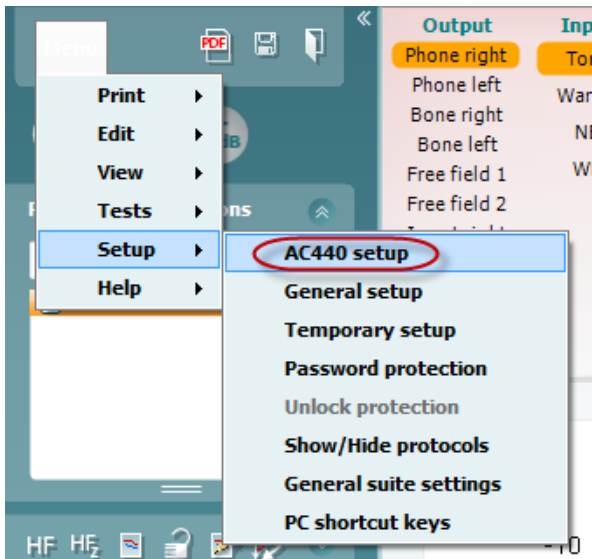 Menu
PDF
Output
Phone right
Phone left
Bone right
Bone left
Free field 1
Free field 2
Print
Edit
View
Tests
Setup
Help
AC440 setup
General setup
Temporary setup
Password protection
Unlock protection
Show/Hide protocols
General suite settings
PC shortcut keys
HF HFz
-10